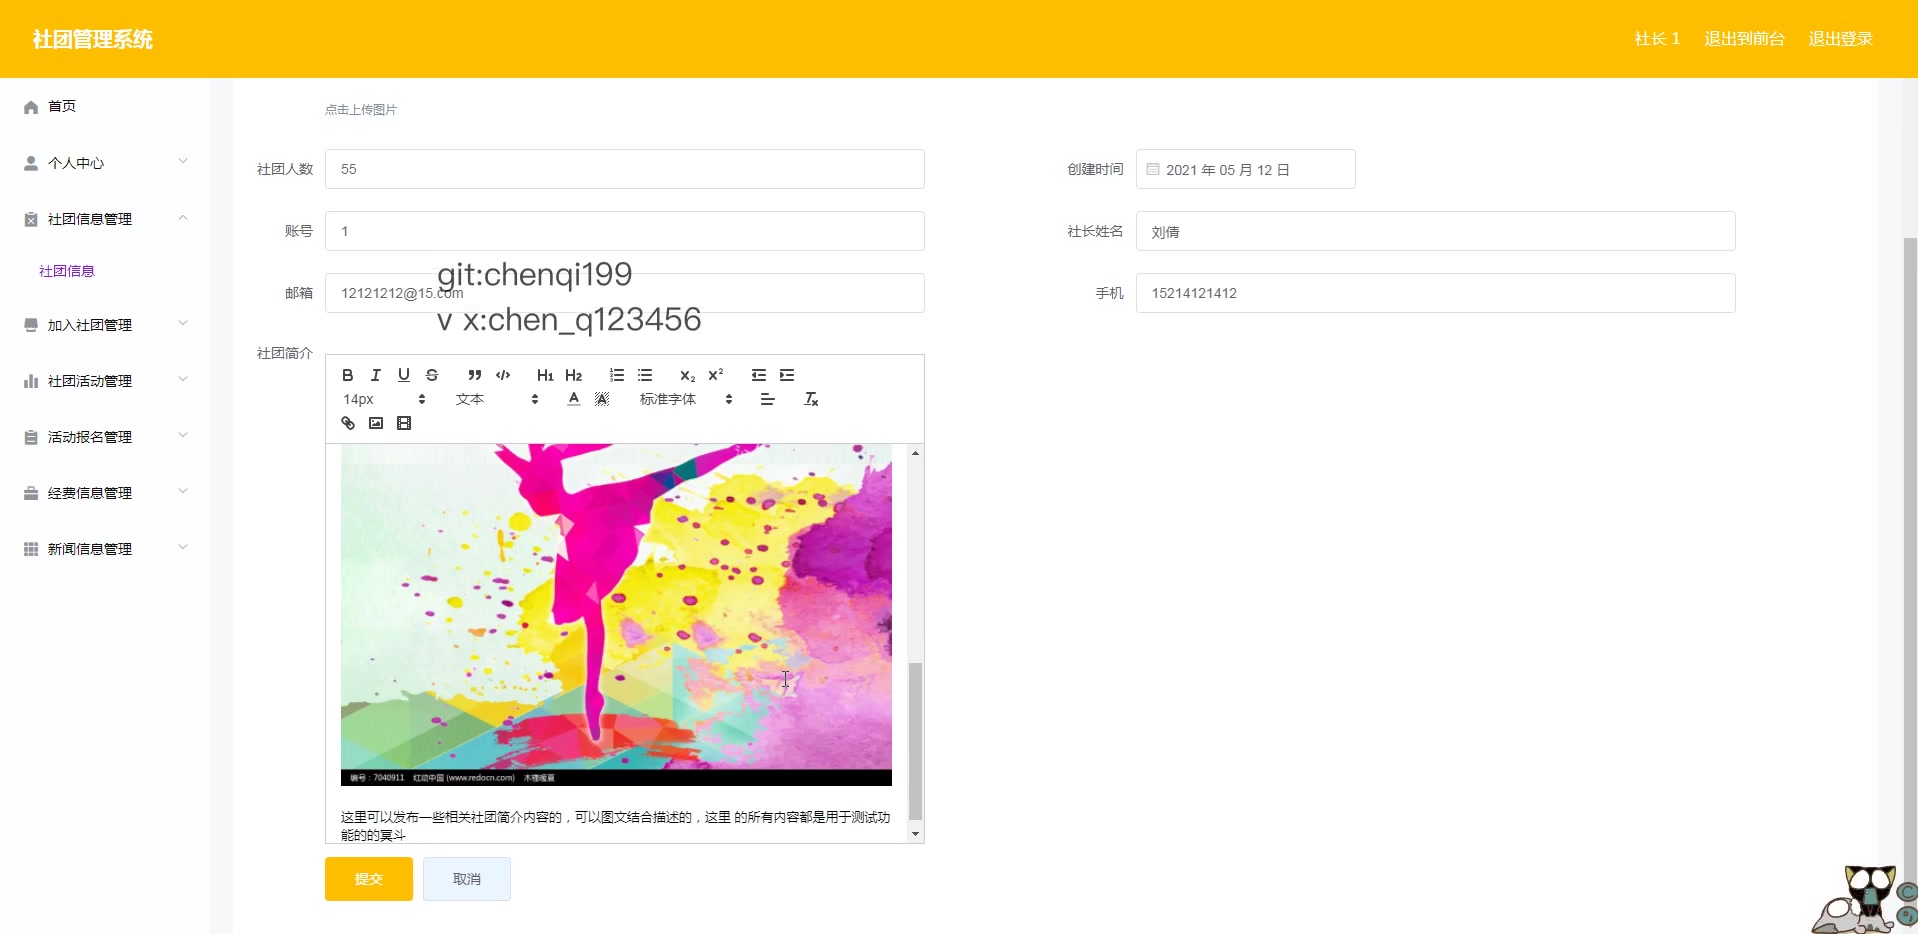 社团管理系统
社长 1 退出到前台 退出登录
首页
个人中心
社团信息管理
社团信息
加入社团管理
社团活动管理
活动报名管理
经费信息管理
新闻信息管理
点击上传图片
社团人数 55
创建时间 2021 年 05 月 12 日
账号 1
社长姓名 刘倩
邮箱 12121212@15.com
手机 15214121412
git:chenqi199
v x:chen_q123456
社团简介
B I U S H1 H2 X2 X2
14px 文本 A A 标准字体
编号：7040911 红动中国 (www.redocn.com) 木槿暖夏
这里可以发布一些相关社团简介内容的，可以图文结合描述的，这里 的所有内容都是用于测试功
能的的冥斗
提交 取消